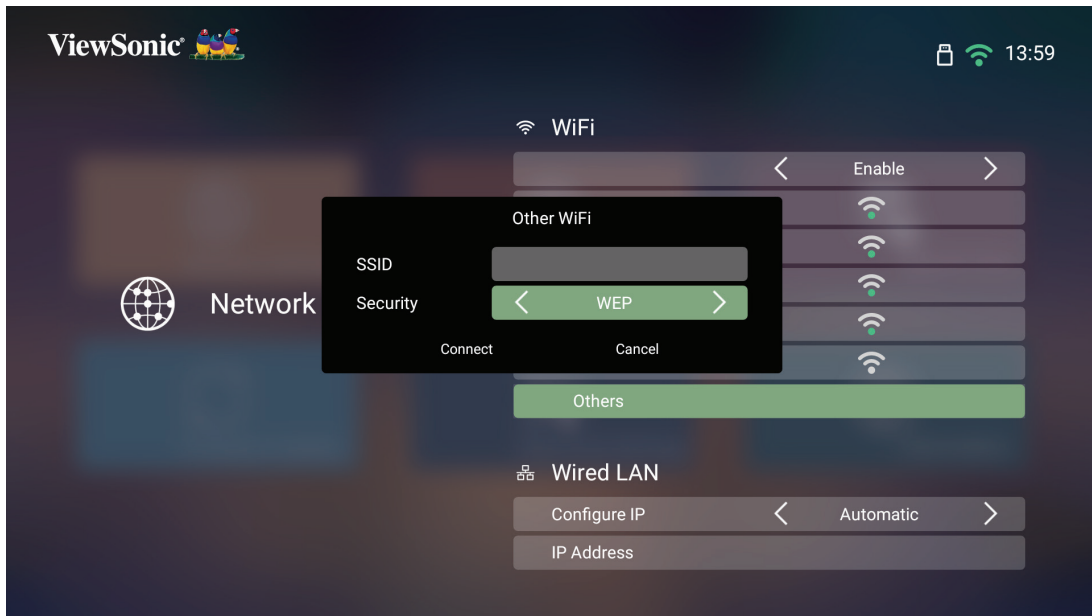 ViewSonic®
13:59
WiFi
Enable
Other WiFi
SSID
Network
Security
WEP
Connect
Cancel
Others
Wired LAN
Configure IP
Automatic
IP Address